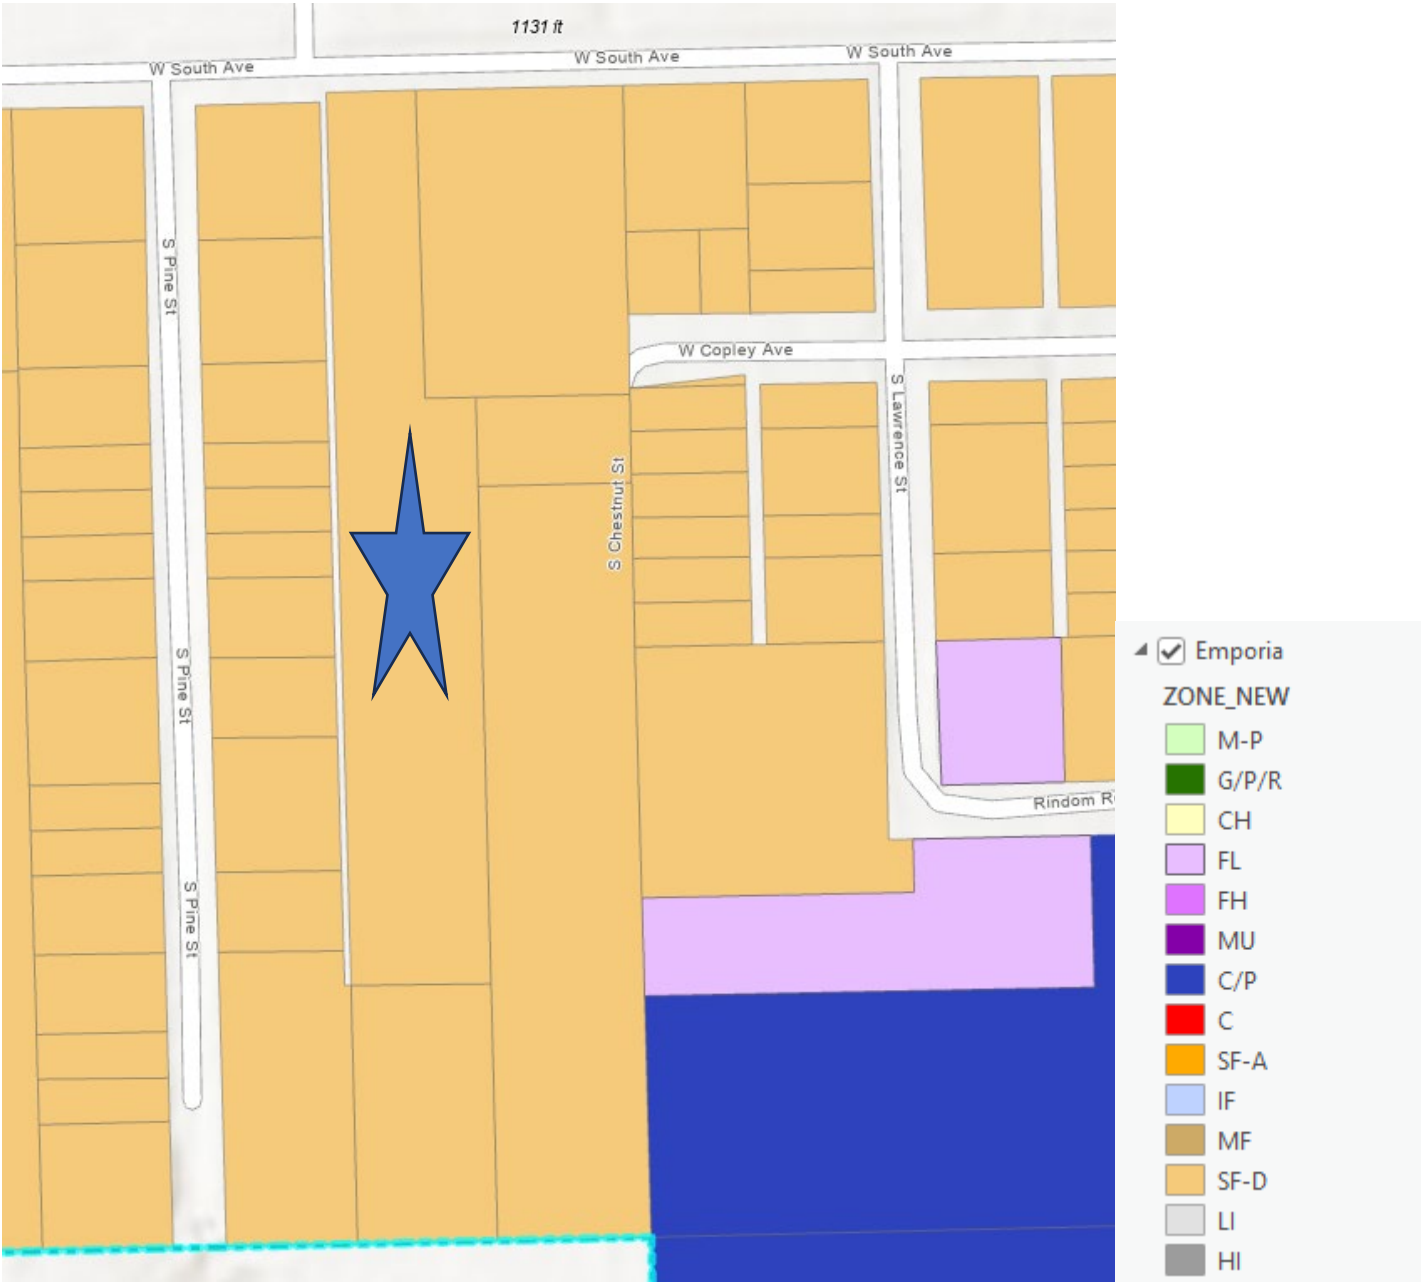 1131 ft
W South Ave
W South Ave
W South Ave
S Pine St
W Copley Ave
S Lawrence St
S Chestnut St
S Pine St
Rindom R
S Pine St
Emporia
ZONE_NEW
M-P
G/P/R
CH
FL
FH
MU
C/P
C
SF-A
IF
MF
SF-D
LI
HI